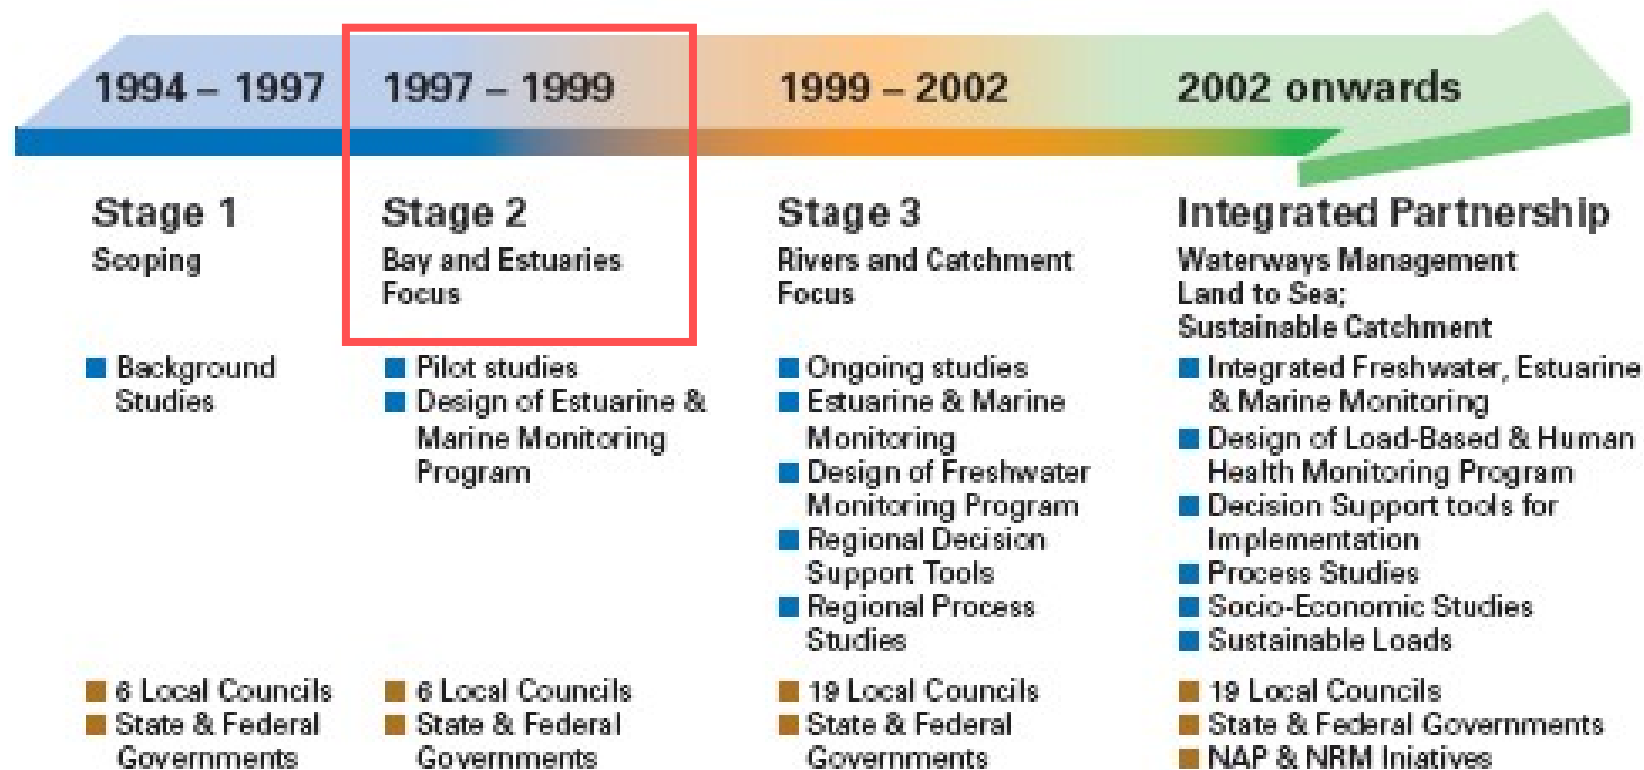 1994 – 1997
1997 – 1999
1999 – 2002
2002 onwards
Stage 1
Scoping
Background
Studies
6 Local Councils
State & Federal
Governments
Stage 2
Bay and Estuaries
Focus
Pilot studies
Design of Estuarine &
Marine Monitoring
Program
6 Local Councils
State & Federal
Governments
Stage 3
Rivers and Catchment
Focus
Ongoing studies
Estuarine & Marine
Monitoring
Design of Freshwater
Monitoring Program
Regional Decision
Support Tools
Regional Process
Studies
19 Local Councils
State & Federal
Governments
Integrated Partnership
Waterways Management
Land to Sea;
Sustainable Catchment
Integrated Freshwater, Estuarine
& Marine Monitoring
Design of Load-Based & Human
Health Monitoring Program
Decision Support tools for
Implementation
Process Studies
Socio-Economic Studies
Sustainable Loads
19 Local Councils
State & Federal Governments
NAP & NRM Iniatives